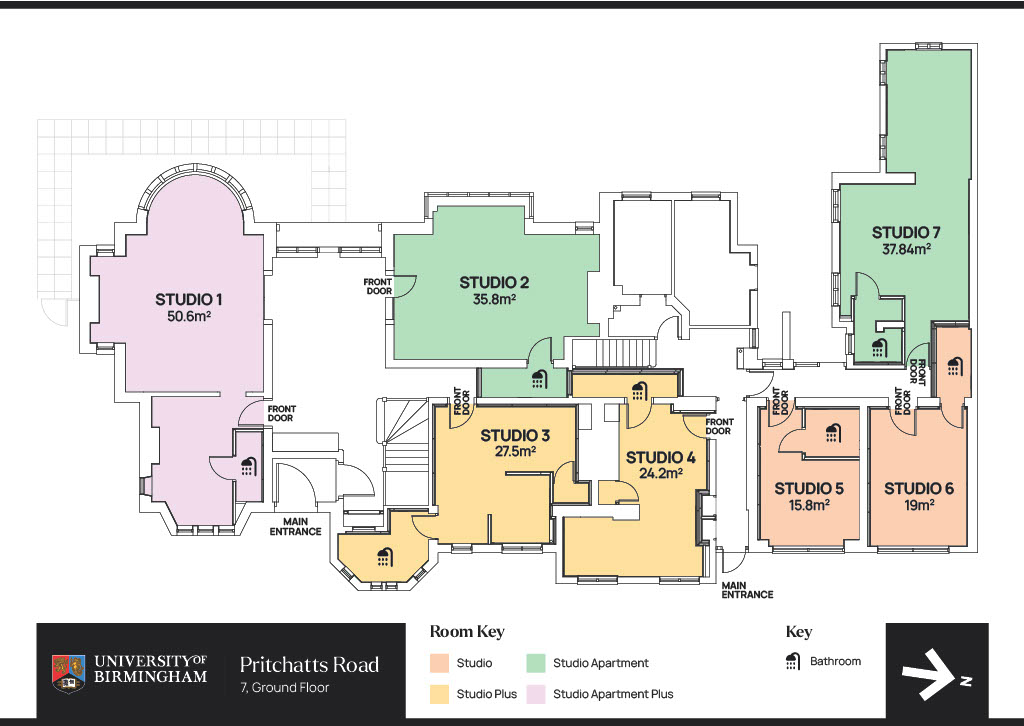 STUDIO 7
37.84m²
STUDIO 1
50.6m²
FRONT
DOOR
STUDIO 2
35.8m²
FRONT
DOOR
FRONT
DOOR
FRONT
DOOR
FRONT
DOOR
FRONT
DOOR
FRONT
DOOR
STUDIO 3
27.5m²
STUDIO 4
24.2m²
STUDIO 5
15.8m²
STUDIO 6
19m²
MAIN
ENTRANCE
MAIN
ENTRANCE
UNIVERSITY OF
BIRMINGHAM
Pritchatts Road
7, Ground Floor
Room Key
Studio
Studio Apartment
Studio Plus
Studio Apartment Plus
Key
Bathroom
N